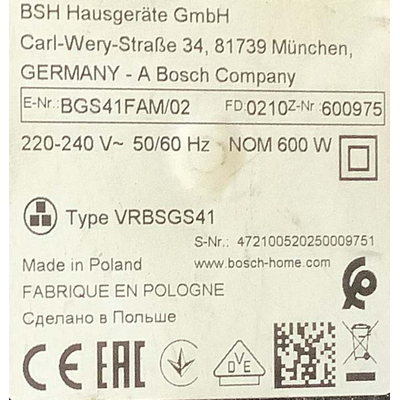 BSH Hausgeräte GmbH
Carl-Wery-Straße 34, 81739 München,
GERMANY - A Bosch Company
E-Nr.: BGS41FAM/02 FD:0210 Z-Nr.:600975
220-240 V~ 50/60 Hz NOM 600 W
Type VRBSGS41
S-Nr.: 472100520250009751
Made in Poland www.bosch-home.com
FABRIQUE EN POLOGNE
Сделано в Польше
CE EAC DVE